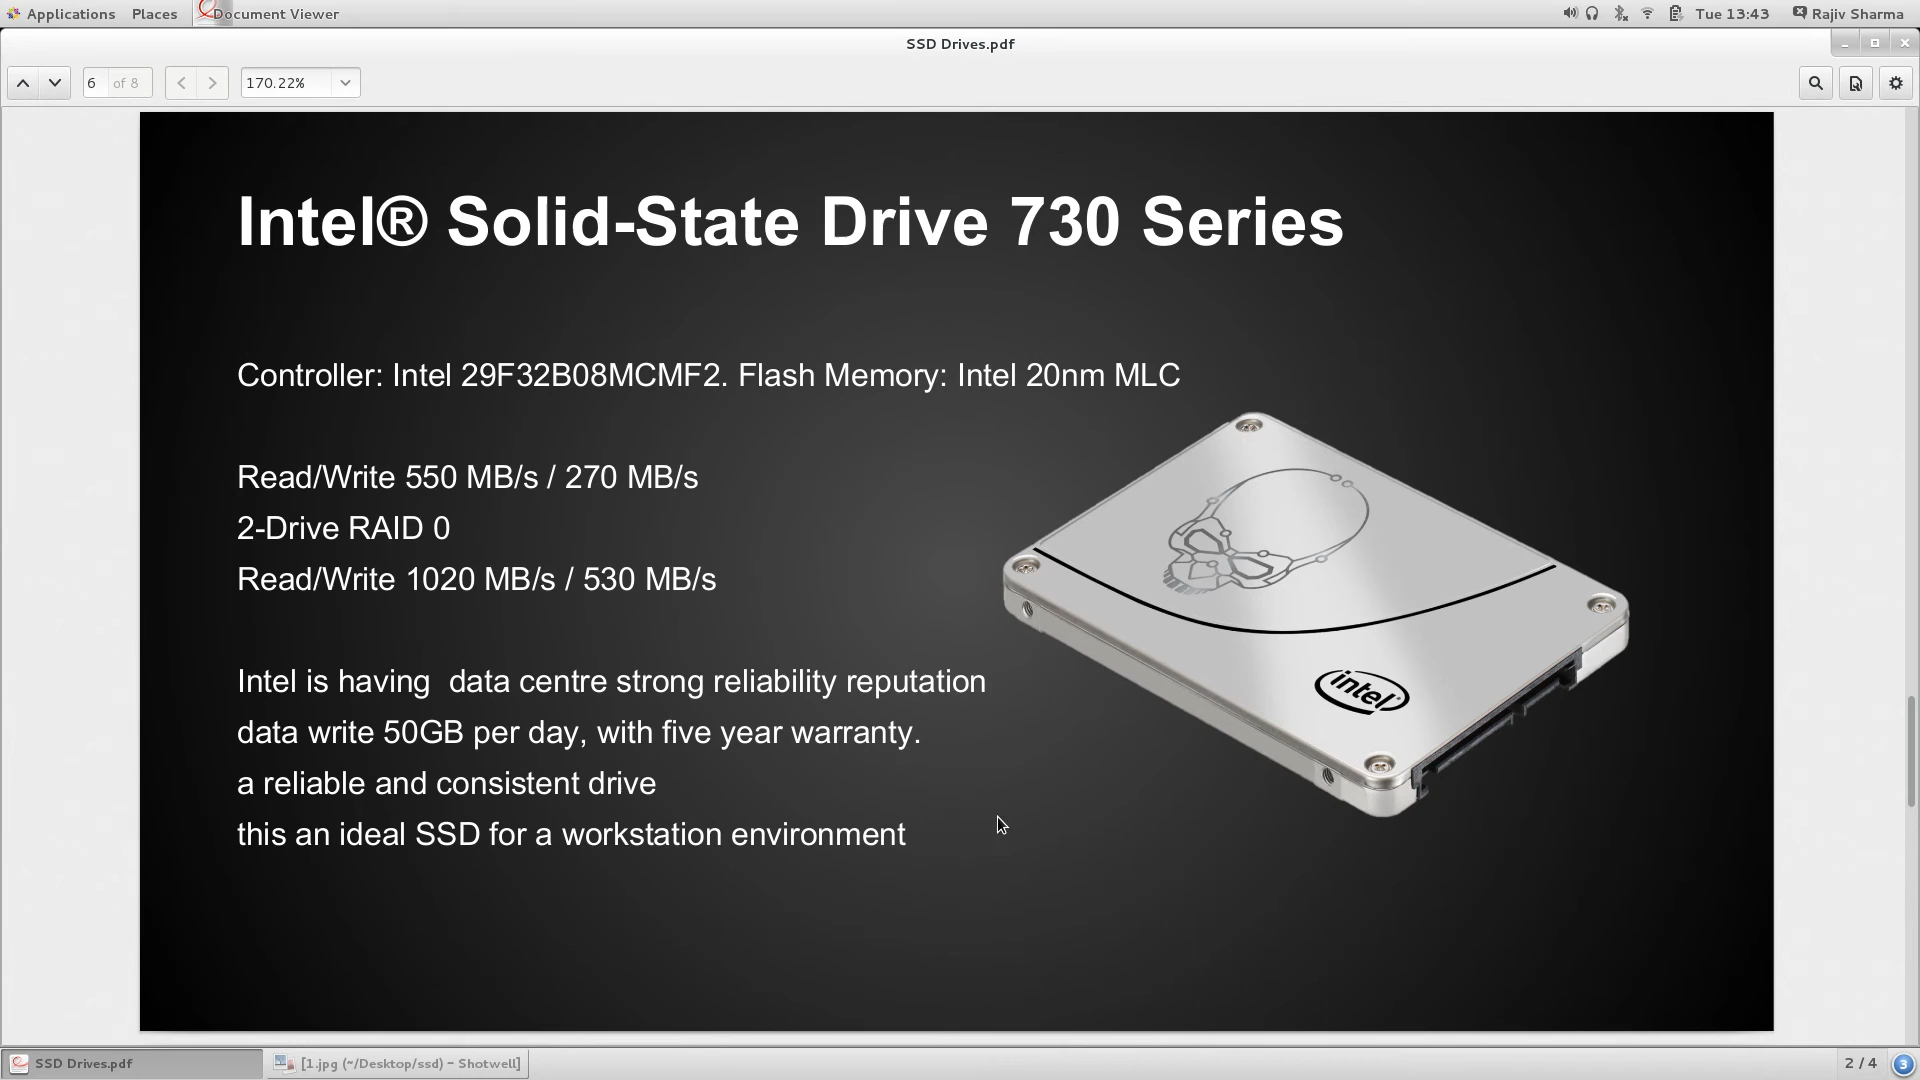 Applications Places Document Viewer Tue 13:43 Rajiv Sharma
SSD Drives.pdf
6 of 8 170.22%
Intel® Solid-State Drive 730 Series
Controller: Intel 29F32B08MCMF2. Flash Memory: Intel 20nm MLC
Read/Write 550 MB/s / 270 MB/s
2-Drive RAID 0
Read/Write 1020 MB/s / 530 MB/s
Intel is having  data centre strong reliability reputation
data write 50GB per day, with five year warranty.
a reliable and consistent drive
this an ideal SSD for a workstation environment
intel
SSD Drives.pdf [1.jpg (~/Desktop/ssd) – Shotwell] 2 / 4 3